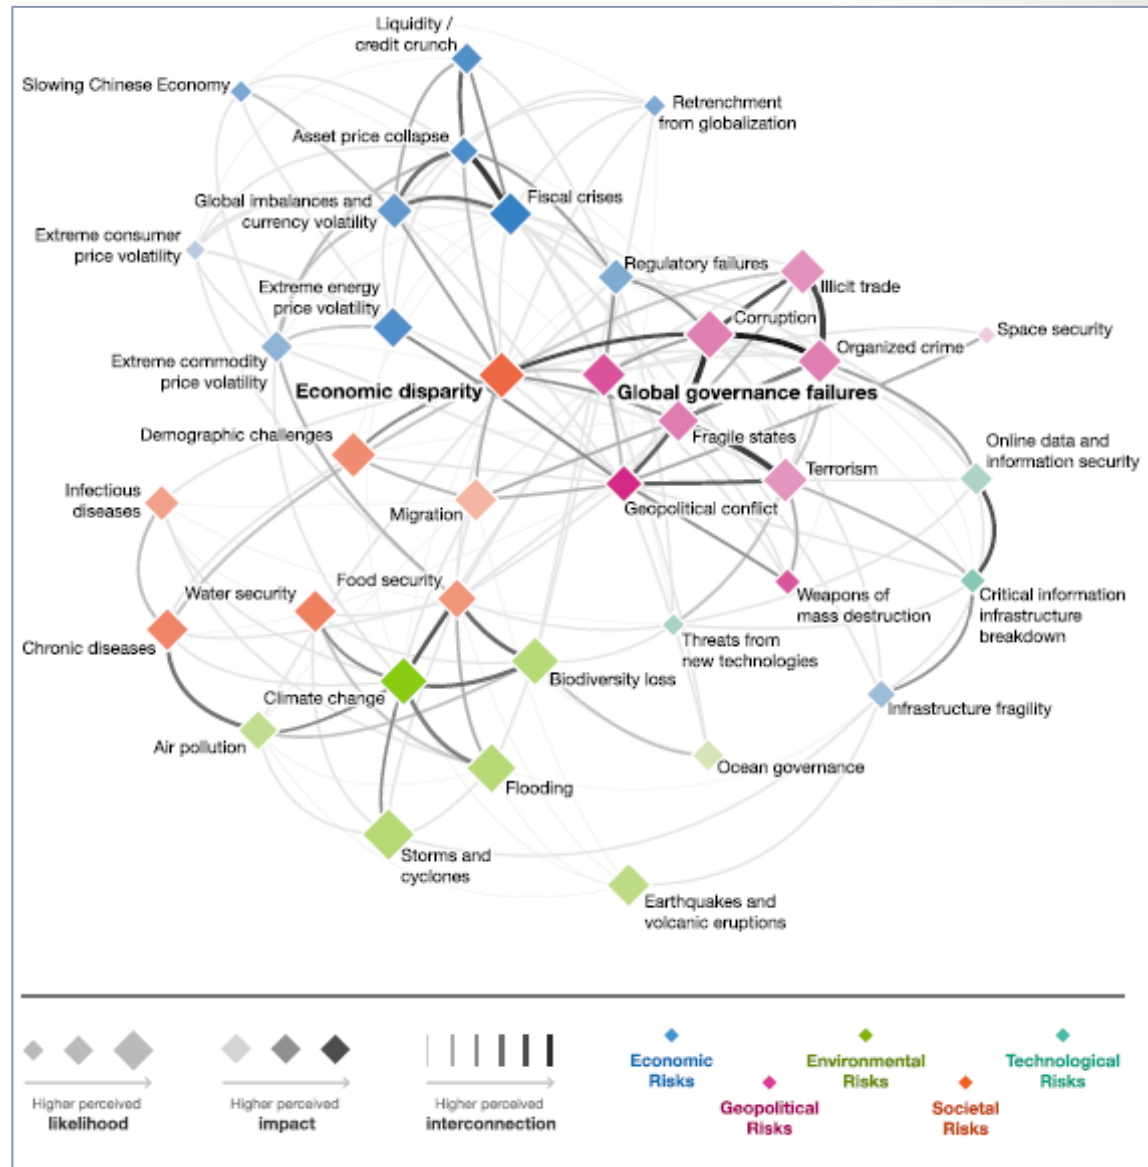 Liquidity /
credit crunch
Slowing Chinese Economy
Retrenchment
from globalization
Asset price collapse
Global imbalances and
currency volatility
Fiscal crises
Extreme consumer
price volatility
Regulatory failures
Illicit trade
Extreme energy
price volatility
Corruption
Space security
Organized crime
Extreme commodity
price volatility
Economic disparity
Global governance failures
Demographic challenges
Fragile states
Online data and
information security
Terrorism
Infectious
diseases
Migration
Geopolitical conflict
Food security
Water security
Weapons of
mass destruction
Critical information
infrastructure
breakdown
Chronic diseases
Threats from
new technologies
Biodiversity loss
Climate change
Infrastructure fragility
Air pollution
Ocean governance
Flooding
Storms and
cyclones
Earthquakes and
volcanic eruptions
Higher perceived
likelihood
Higher perceived
impact
Higher perceived
interconnection
Economic
Risks
Geopolitical
Risks
Environmental
Risks
Societal
Risks
Technological
Risks